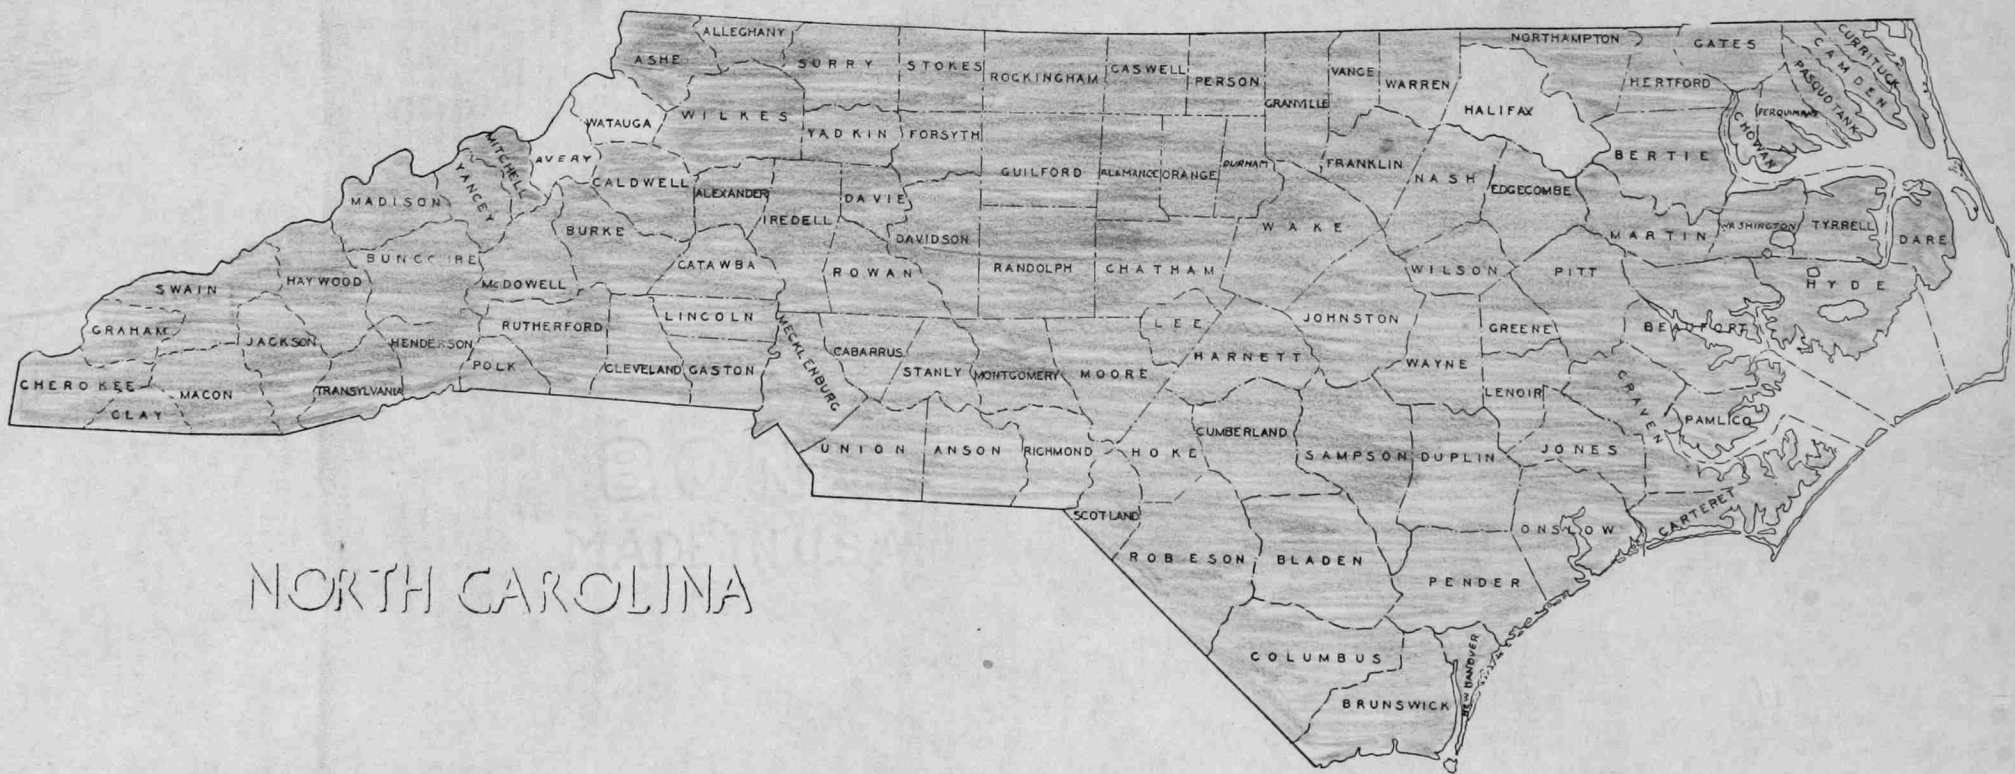 ALLEGHANY
ASHE
SURRY
STOKES
ROCKINGHAM
CASWELL
PERSON
GRANVILLE
VANCE
WARREN
NORTHAMPTON
GATES
CURRITUCK
CAMDEN
PASQUOTANK
HERTFORD
HALIFAX
PERQUIMANS
CHOWAN
WATAUGA
WILKES
YADKIN
FORSYTH
GUILFORD
ALAMANCE
ORANGE
DURHAM
FRANKLIN
NASH
EDGECOMBE
BERTIE
MITCHELL
AVERY
YANCEY
MADISON
CALDWELL
ALEXANDER
IREDELL
DAVIE
DAVIDSON
WAKE
MARTIN
WASHINGTON
TYRRELL
DARE
BURKE
HAYWOOD
McDOWELL
CATAWBA
ROWAN
RANDOLPH
CHATHAM
WILSON
PITT
HYDE
SWAIN
GRAHAM
JACKSON
HENDERSON
RUTHERFORD
LINCOLN
MECKLENBURG
CABARRUS
STANLY
MONTGOMERY
MOORE
LEE
HARNETT
JOHNSTON
WAYNE
GREENE
BEAUFORT
CHEROKEE
CLAY
MACON
TRANSYLVANIA
POLK
CLEVELAND
GASTON
LENOIR
CRAVEN
PAMLICO
UNION
ANSON
RICHMOND
HOKE
CUMBERLAND
SAMPSON
DUPLIN
JONES
SCOTLAND
ROBESON
BLADEN
ONSLOW
CARTERET
PENDER
COLUMBUS
BRUNSWICK
NEW HANOVER
NORTH CAROLINA